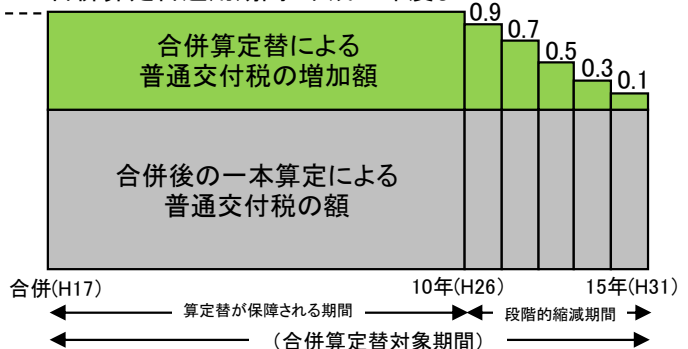 0.9
0.7
0.5
0.3
0.1
合併算定替による
普通交付税の増加額
合併後の一本算定による
普通交付税の額
合併(H17)
10年(H26)
15年(H31)
算定替が保障される期間
段階的縮減期間
(合併算定替対象期間)